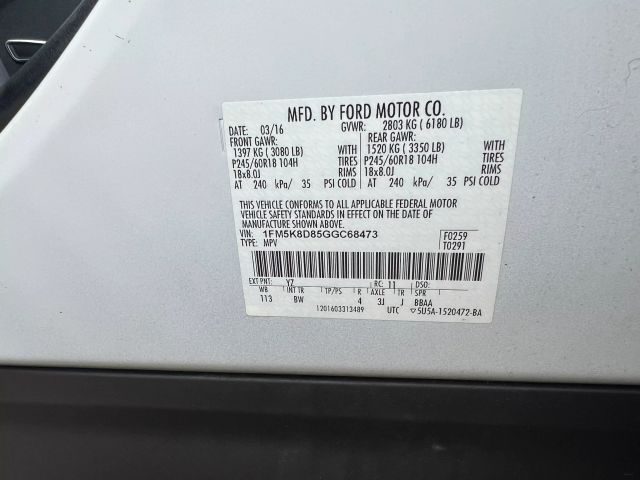 MFD. BY FORD MOTOR CO.
DATE: 03/16 GVWR: 2803 KG ( 6180 LB)
FRONT GAWR: REAR GAWR:
1397 KG ( 3080 LB) WITH 1520 KG ( 3350 LB) WITH
P245/60R18 104H TIRES P245/60R18 104H TIRES
18x8.0J RIMS 18x8.0J RIMS
AT 240 kPa/ 35 PSI COLD AT 240 kPa/ 35 PSI COLD
THIS VEHICLE CONFORMS TO ALL APPLICABLE FEDERAL MOTOR
VEHICLE SAFETY STANDARDS IN EFFECT ON THE DATE OF
MANUFACTURE SHOWN ABOVE.
VIN: 1FM5K8D85GGC68473 F0259
TYPE: MPV T0291
EXT PNT: YZ RC: 11 DSO:
WB INT TR TP/PS R AXLE TR SPR
113 BW 4 3J J BBAA
1201603313489 UTC ▽5U5A-1520472-BA